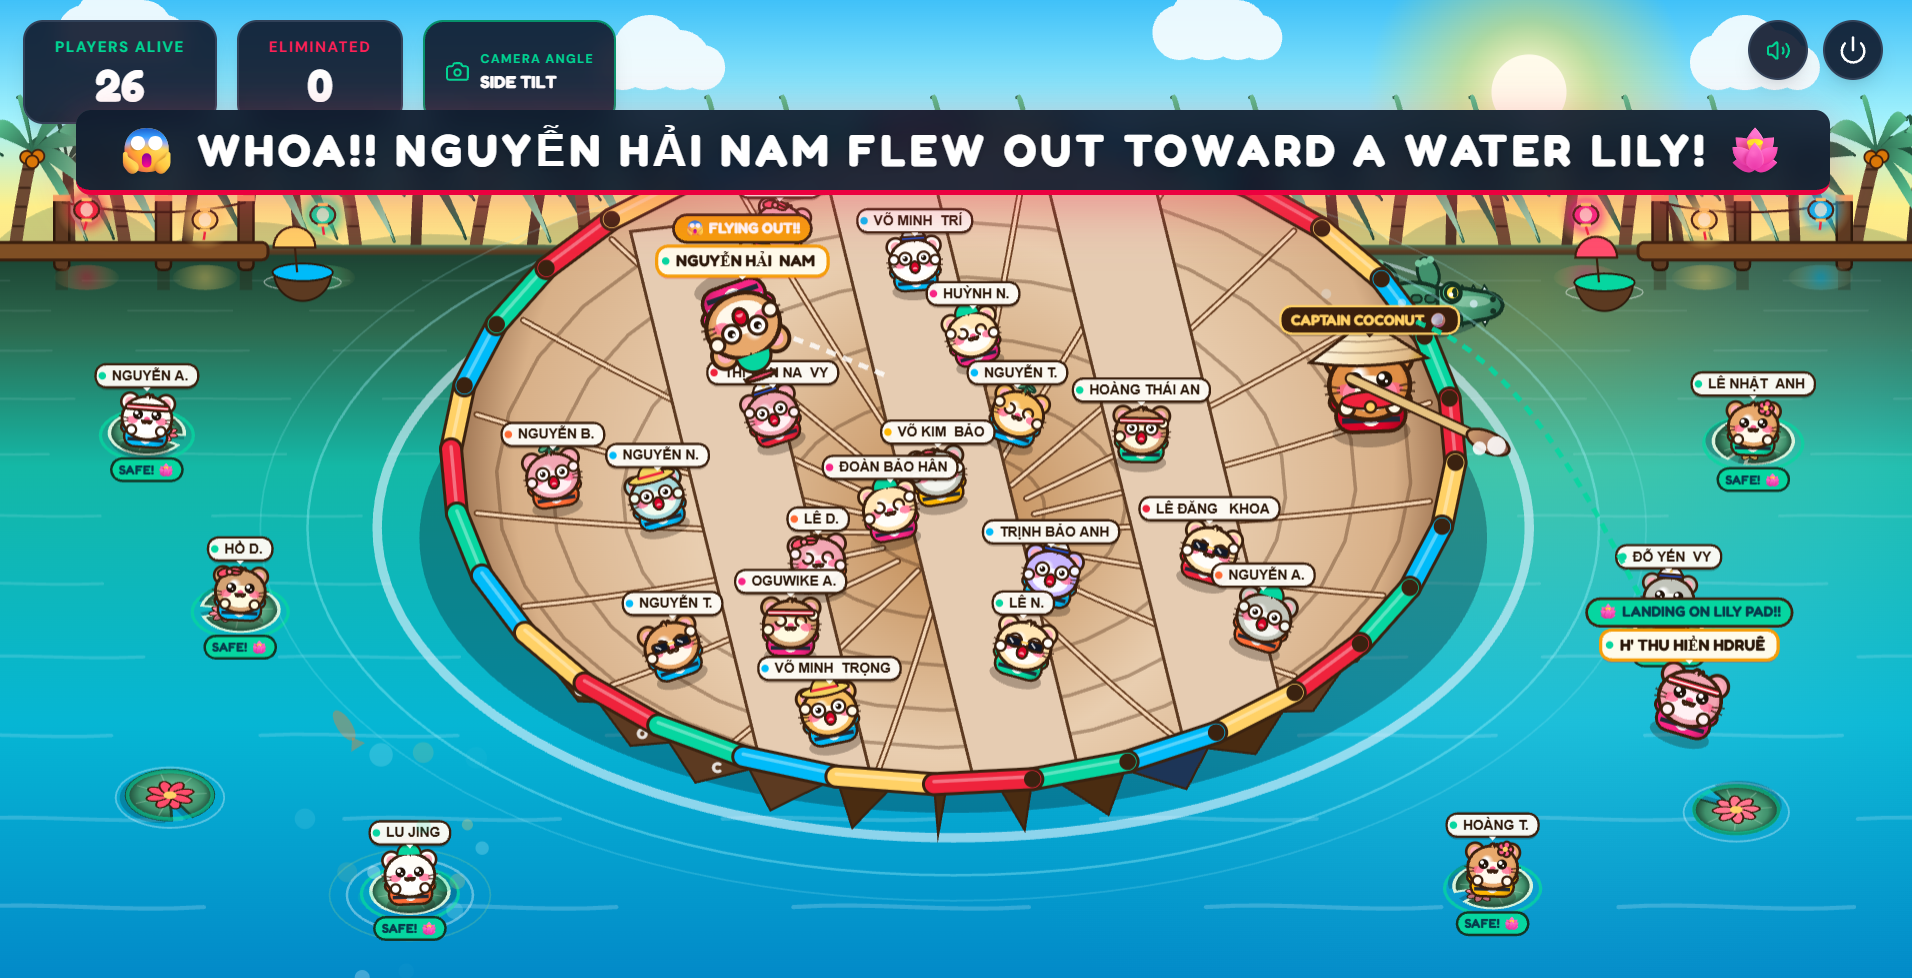 PLAYERS ALIVE
26
ELIMINATED
0
CAMERA ANGLE
SIDE TILT
WHOA!! NGUYỄN HẢI NAM FLEW OUT TOWARD A WATER LILY!
FLYING OUT!!
NGUYỄN HẢI NAM
VÕ MINH TRÍ
HUỲNH N.
CAPTAIN COCONUT
NGUYỄN A.
SAFE!
NA VY
NGUYỄN T.
HOÀNG THÁI AN
LÊ NHẬT ANH
SAFE!
NGUYỄN B.
NGUYỄN N.
VÕ KIM BẢO
ĐOÀN BẢO HÂN
LÊ D.
TRỊNH BẢO ANH
LÊ ĐĂNG KHOA
HỒ D.
SAFE!
OGUWIKE A.
NGUYỄN A.
NGUYỄN T.
LÊ N.
ĐỖ YẾN VY
LANDING ON LILY PAD!!
H' THU HIỀN HDRUÊ
VÕ MINH TRỌNG
LU JING
SAFE!
HOÀNG T.
SAFE!